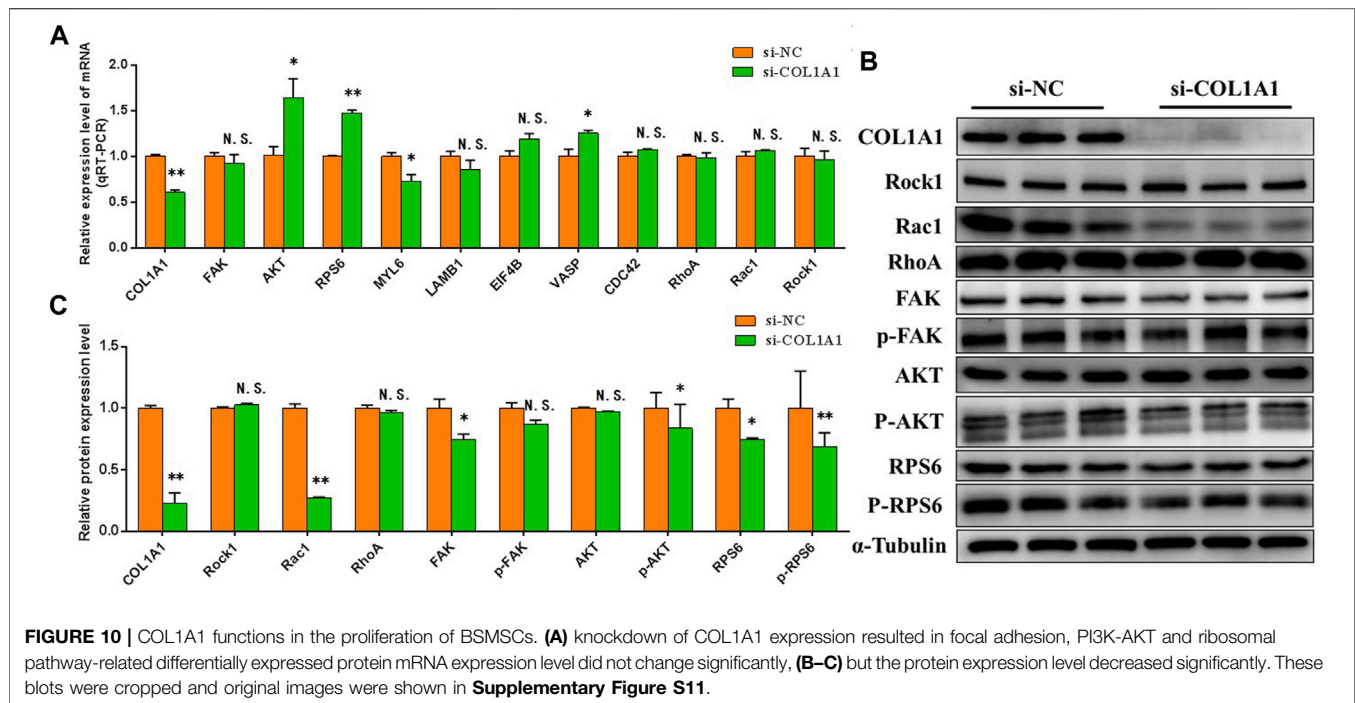 A
si-NC
si-COL1A1
Relative expression level of mRNA
(qRT-PCR)
2.0
1.5
1.0
0.5
0.0
**
N. S.
*
**
*
N. S.
N. S.
*
N. S.
N. S.
N. S.
N. S.
COL1A1
FAK
AKT
RPS6
MYL6
LAMB1
EIF4B
VASP
CDC42
RhoA
Rac1
Rock1
C
si-NC
si-COL1A1
Relative protein expression level
1.5
1.0
0.5
0.0
**
N. S.
**
N. S.
*
N. S.
N. S.
*
*
**
COL1A1
Rock1
Rac1
RhoA
FAK
p-FAK
AKT
p-AKT
RPS6
p-RPS6
B
si-NC
si-COL1A1
COL1A1
Rock1
Rac1
RhoA
FAK
p-FAK
AKT
P-AKT
RPS6
P-RPS6
α-Tubulin
FIGURE 10 | COL1A1 functions in the proliferation of BSMSCs. (A) knockdown of COL1A1 expression resulted in focal adhesion, PI3K-AKT and ribosomal
pathway-related differentially expressed protein mRNA expression level did not change significantly, (B–C) but the protein expression level decreased significantly. These
blots were cropped and original images were shown in Supplementary Figure S11.